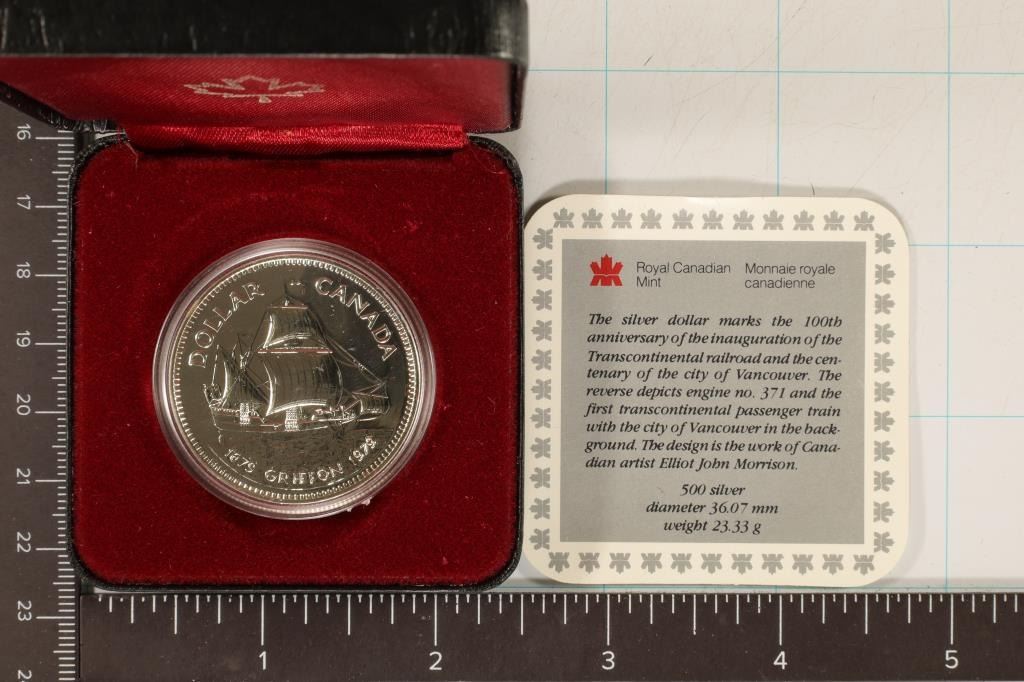 DOLLAR CANADA
1679 GRIFFON 1979
Royal Canadian Mint
Monnaie royale canadienne
The silver dollar marks the 100th
anniversary of the inauguration of the
Transcontinental railroad and the cen-
tenary of the city of Vancouver. The
reverse depicts engine no. 371 and the
first transcontinental passenger train
with the city of Vancouver in the back-
ground. The design is the work of Cana-
dian artist Elliot John Morrison.
500 silver
diameter 36.07 mm
weight 23.33 g
16
17
18
19
20
21
22
23
1 2 3 4 5